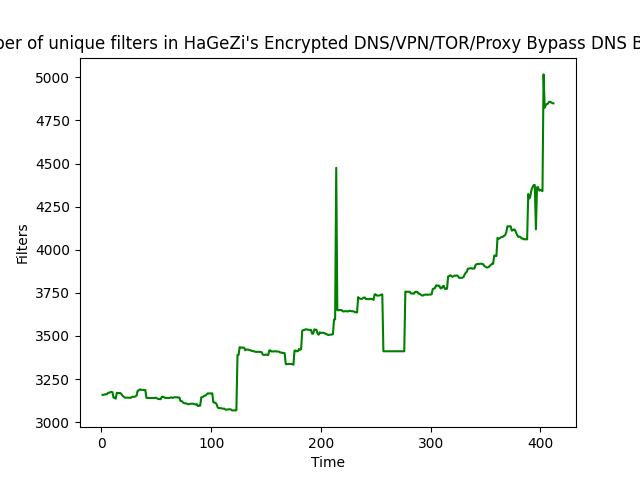 ber of unique filters in HaGeZi's Encrypted DNS/VPN/TOR/Proxy Bypass DNS B
5000
4750
4500
4250
4000
3750
3500
3250
3000
Filters
0 100 200 300 400
Time